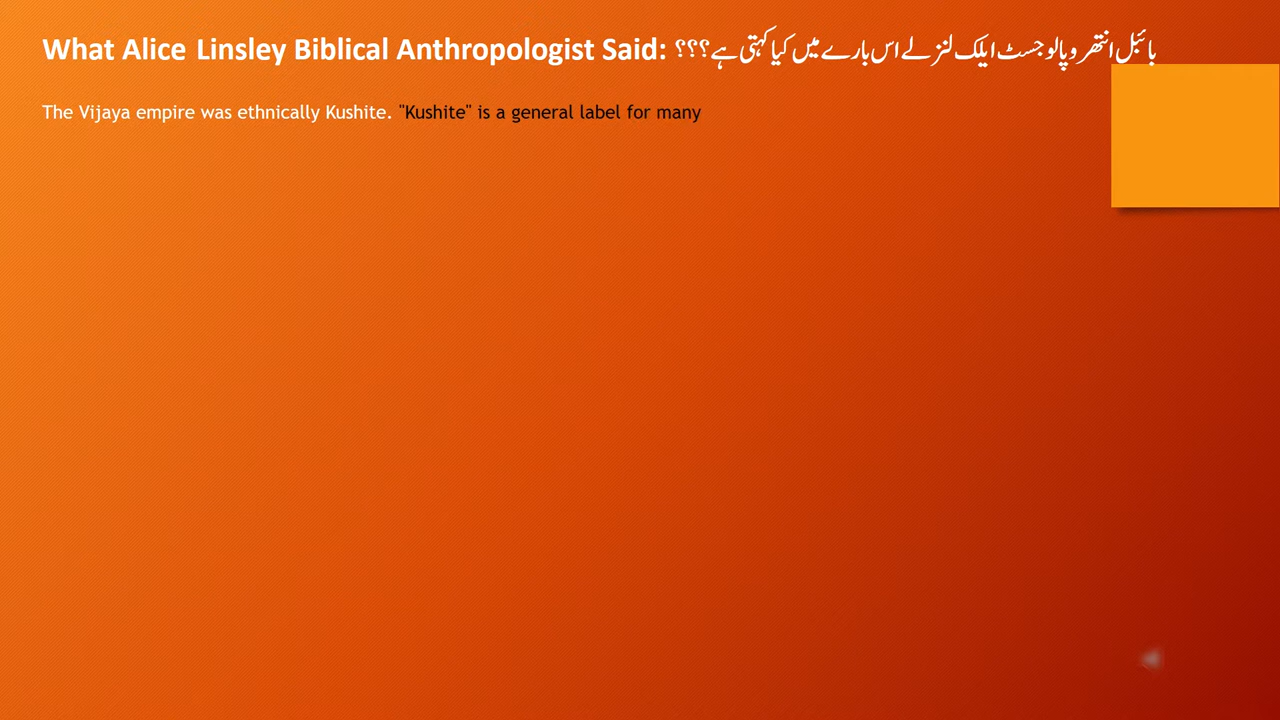 What Alice Linsley Biblical Anthropologist Said: بائبل انتھروپالوجسٹ ایلک لنزلے اس بارے میں کیا کہتی ہے؟؟؟
The Vijaya empire was ethnically Kushite. "Kushite" is a general label for many